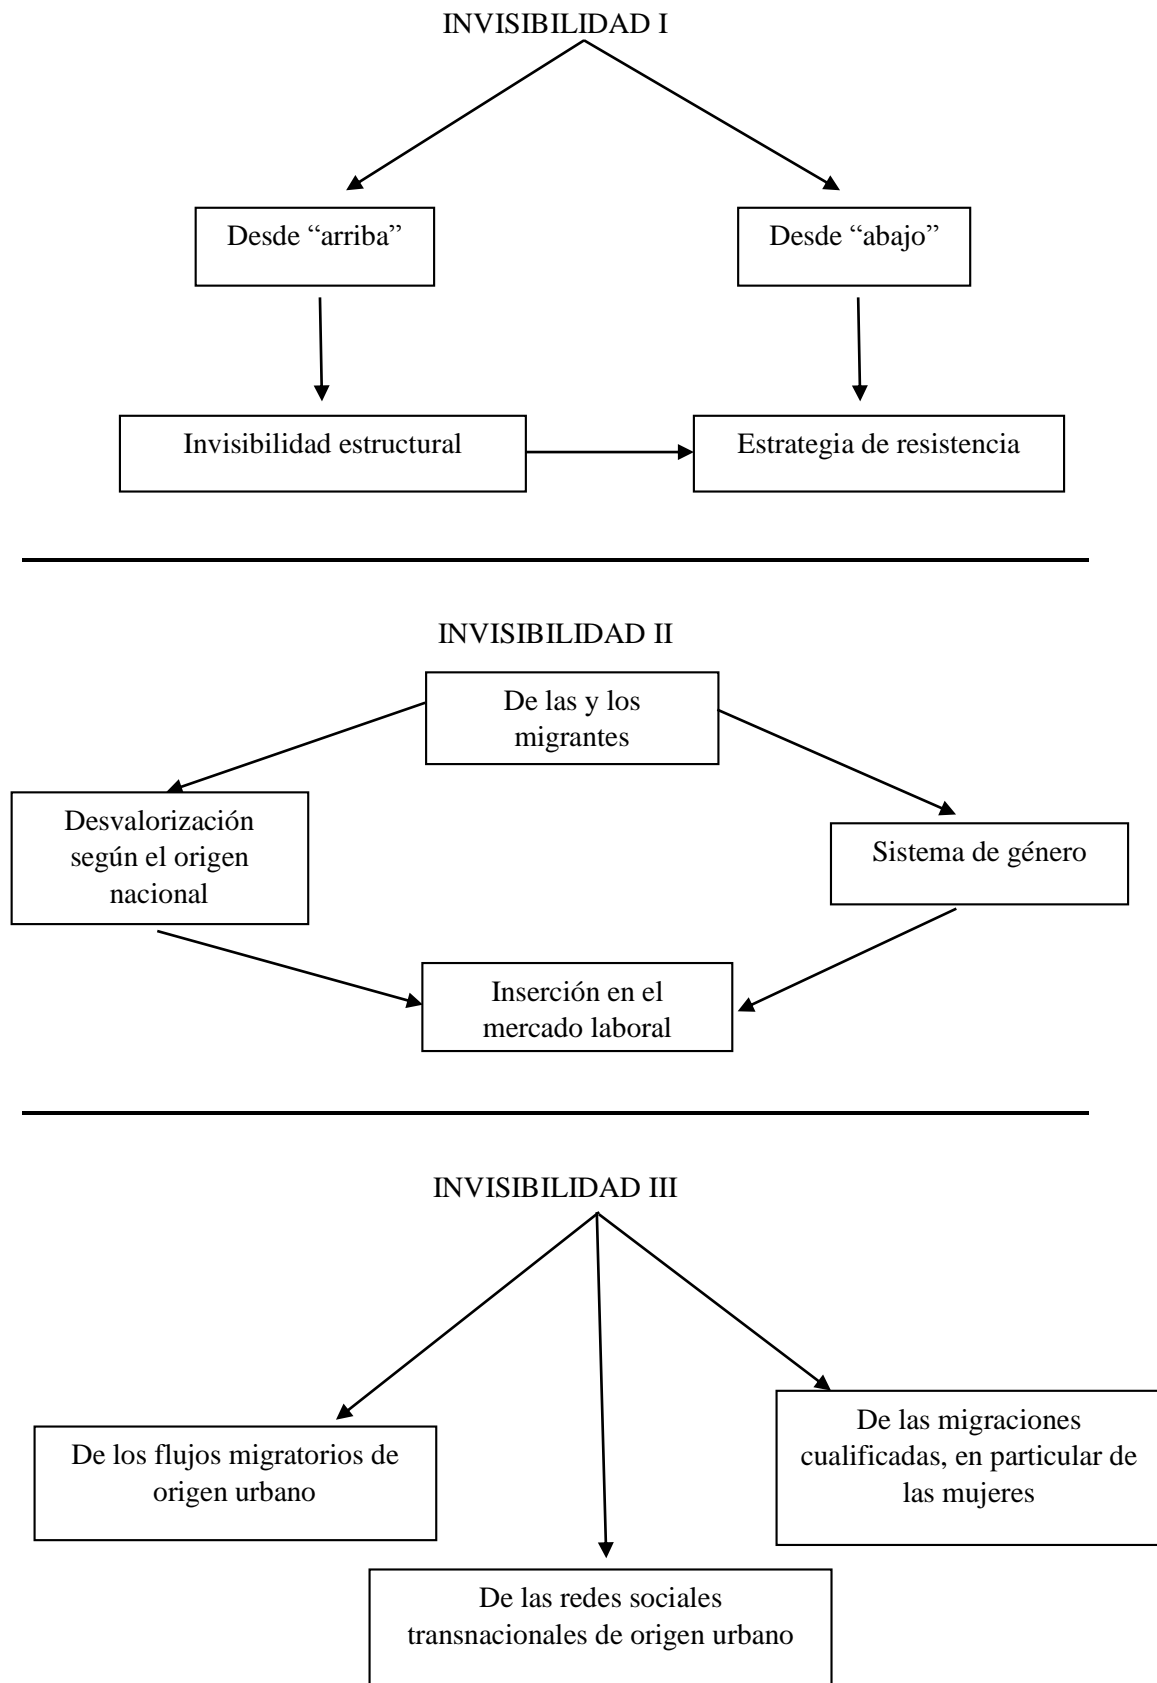 INVISIBILIDAD I
Desde “arriba”
Desde “abajo”
Invisibilidad estructural
Estrategia de resistencia
INVISIBILIDAD II
De las y los
migrantes
Desvalorización
según el origen
nacional
Sistema de género
Inserción en el
mercado laboral
INVISIBILIDAD III
De los flujos migratorios de
origen urbano
De las migraciones
cualificadas, en particular de
las mujeres
De las redes sociales
transnacionales de origen urbano